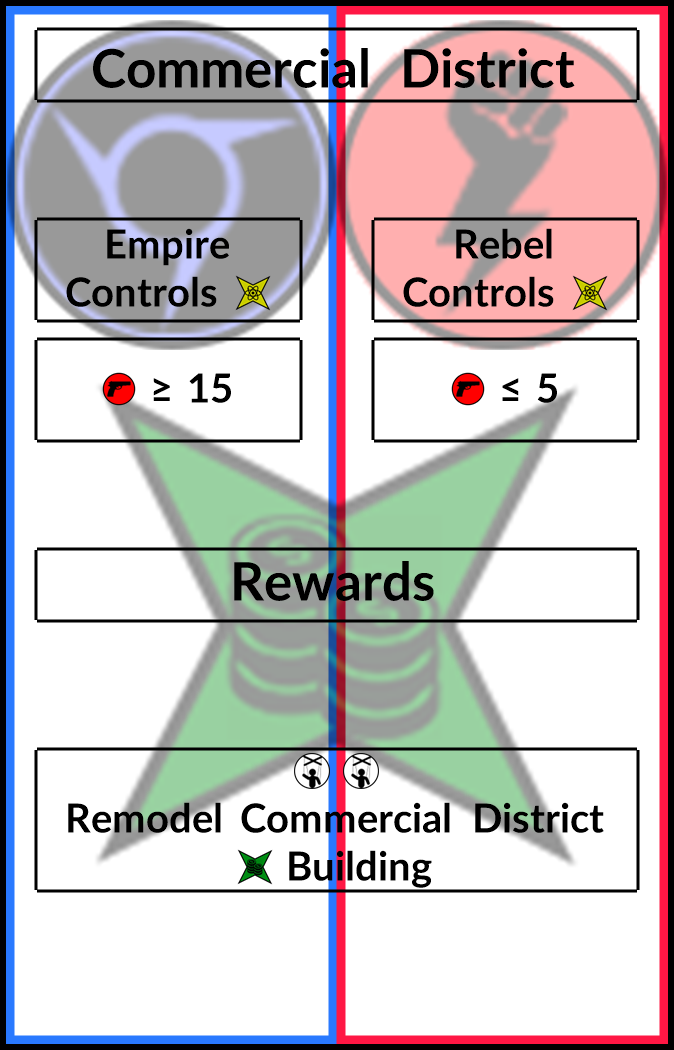 Commercial District
Empire
Controls
Rebel
Controls
≥ 15
≤ 5
Rewards
Remodel Commercial District
Building